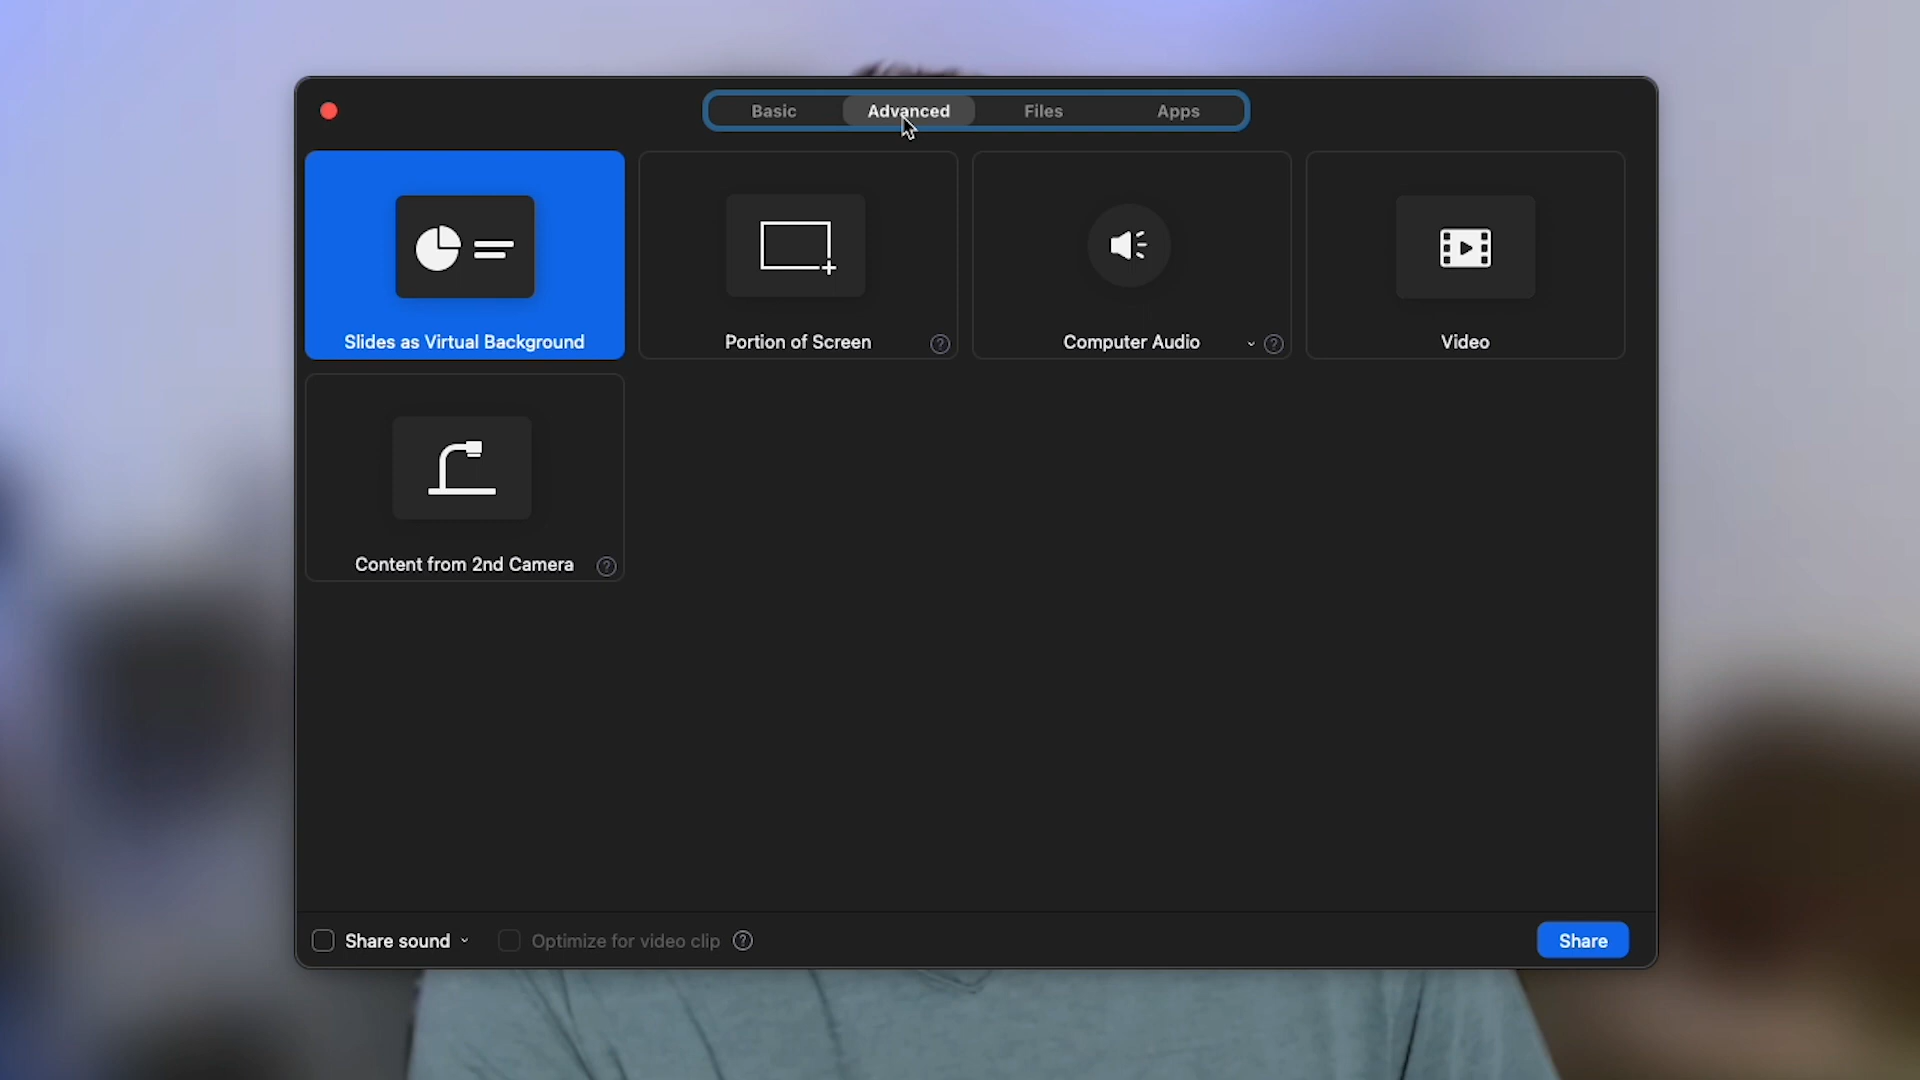 Basic
Advanced
Files
Apps
Slides as Virtual Background
Portion of Screen
?
Computer Audio
?
Video
Content from 2nd Camera
?
Share sound
Optimize for video clip
?
Share